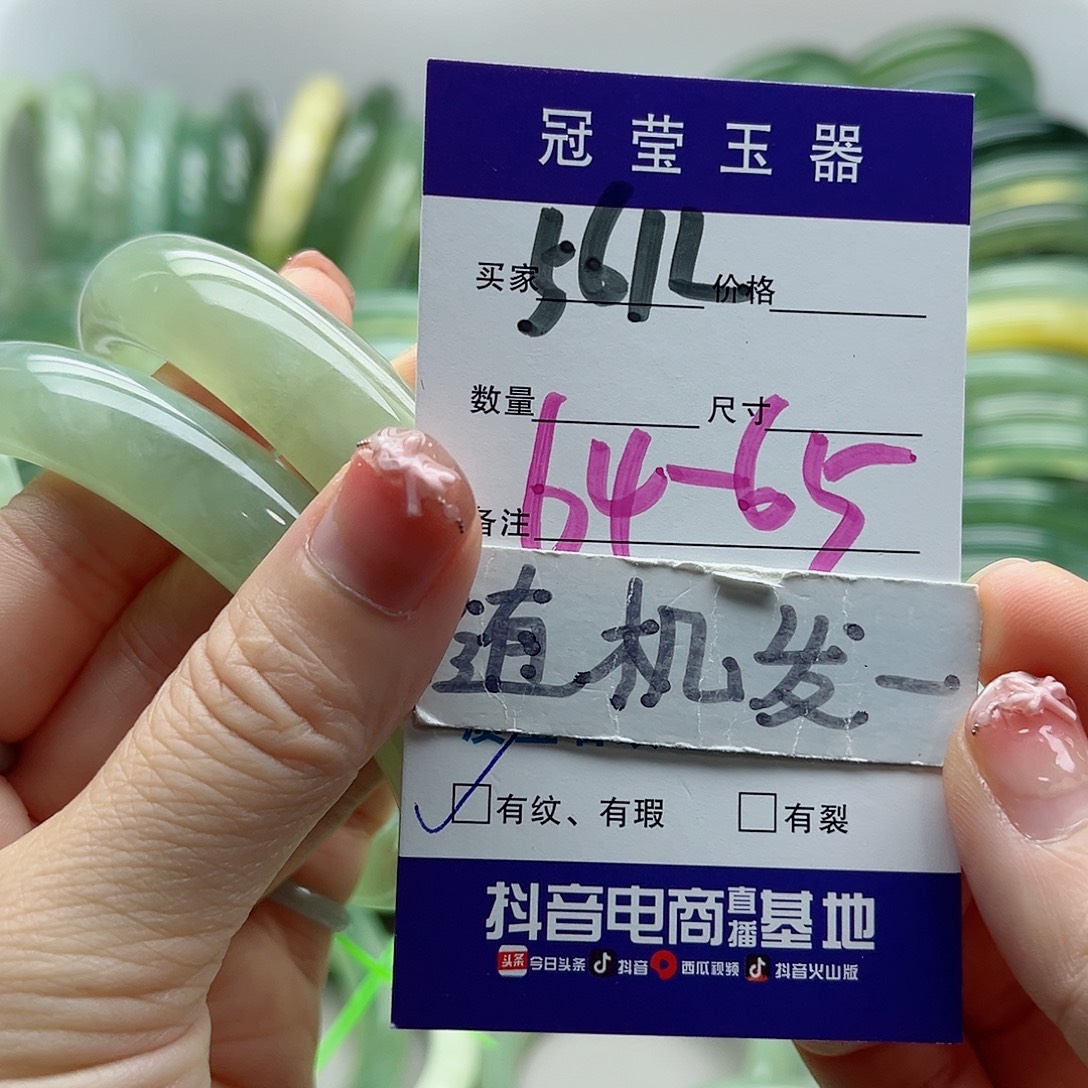 冠莹玉器
买家 561L 价格
数量 尺寸
64-65
备注
随机发一
有纹、有瑕 有裂
抖音电商直播基地
头条 今日头条 抖音 西瓜视频 抖音火山版